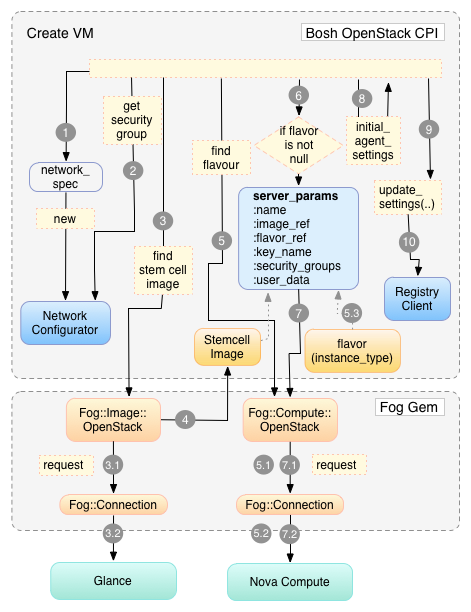 Create VM
Bosh OpenStack CPI
6
8
get
security
group
1
if flavor
is not
null
initial_
agent_
settings
9
find
flavour
2
network_
spec
3
new
server_params
:name
:image_ref
:flavor_ref
:key_name
:security_groups
:user_data
update_
settings(..)
5
10
find
stem cell
image
Network
Configurator
Registry
Client
7
5.3
Stemcell
Image
flavor
(instance_type)
Fog Gem
Fog::Image::
OpenStack
4
Fog::Compute::
OpenStack
request
3.1
5.1
7.1
request
Fog::Connection
Fog::Connection
3.2
5.2
7.2
Glance
Nova Compute